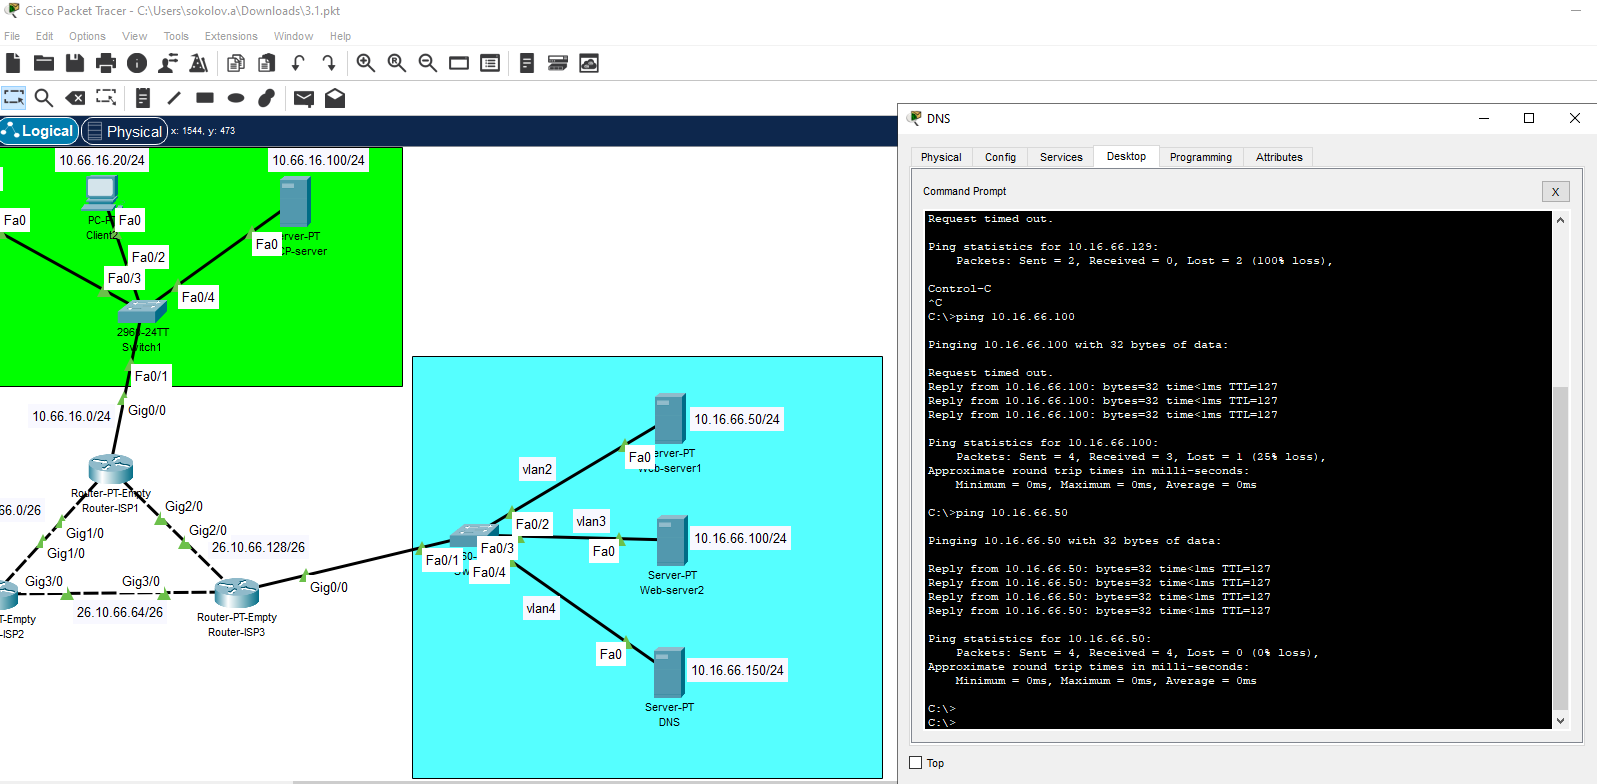 Cisco Packet Tracer - C:\Users\sokolov.a\Downloads\3.1.pkt
File Edit Options View Tools Extensions Window Help
Logical Physical x: 1544, y: 473
10.66.16.20/24
10.66.16.100/24
Fa0
PC-PT
Fa0
Client2
Fa0
erver-PT
CP-server
Fa0/2
Fa0/3
Fa0/4
2960-24TT
Switch1
Fa0/1
10.66.16.0/24
Gig0/0
Router-PT-Empty
Router-ISP1
66.0/26
Gig1/0
Gig1/0
Gig2/0
Gig2/0
26.10.66.128/26
Gig3/0
Gig3/0
26.10.66.64/26
T-Empty
-ISP2
Router-PT-Empty
Router-ISP3
Gig0/0
10.16.66.50/24
Fa0
erver-PT
Web-server1
vlan2
Fa0/2
vlan3
Fa0/3
Fa0/1
60-
Fa0/4
Fa0
10.16.66.100/24
Server-PT
Web-server2
vlan4
Fa0
10.16.66.150/24
Server-PT
DNS
DNS
Physical Config Services Desktop Programming Attributes
Command Prompt
X
Request timed out.
Ping statistics for 10.16.66.129:
Packets: Sent = 2, Received = 0, Lost = 2 (100% loss),
Control-C
^C
C:\>ping 10.16.66.100
Pinging 10.16.66.100 with 32 bytes of data:
Request timed out.
Reply from 10.16.66.100: bytes=32 time<1ms TTL=127
Reply from 10.16.66.100: bytes=32 time<1ms TTL=127
Reply from 10.16.66.100: bytes=32 time<1ms TTL=127
Ping statistics for 10.16.66.100:
Packets: Sent = 4, Received = 3, Lost = 1 (25% loss),
Approximate round trip times in milli-seconds:
Minimum = 0ms, Maximum = 0ms, Average = 0ms
C:\>ping 10.16.66.50
Pinging 10.16.66.50 with 32 bytes of data:
Reply from 10.16.66.50: bytes=32 time<1ms TTL=127
Reply from 10.16.66.50: bytes=32 time<1ms TTL=127
Reply from 10.16.66.50: bytes=32 time<1ms TTL=127
Reply from 10.16.66.50: bytes=32 time<1ms TTL=127
Ping statistics for 10.16.66.50:
Packets: Sent = 4, Received = 4, Lost = 0 (0% loss),
Approximate round trip times in milli-seconds:
Minimum = 0ms, Maximum = 0ms, Average = 0ms
C:\>
C:\>
Top